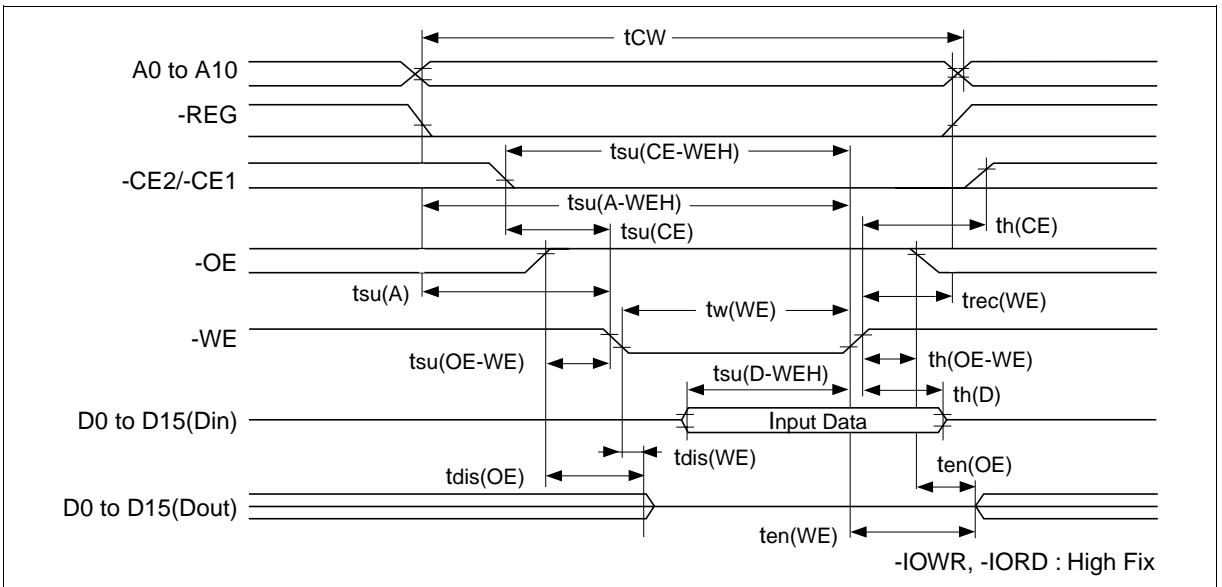 tCW
A0 to A10
-REG
tsu(CE-WEH)
-CE2/-CE1
tsu(A-WEH)
th(CE)
tsu(CE)
-OE
tsu(A)
trec(WE)
tw(WE)
-WE
tsu(OE-WE)
th(OE-WE)
tsu(D-WEH)
th(D)
D0 to D15(Din)
Input Data
tdis(WE)
ten(OE)
tdis(OE)
D0 to D15(Dout)
ten(WE)
-IOWR, -IORD : High Fix